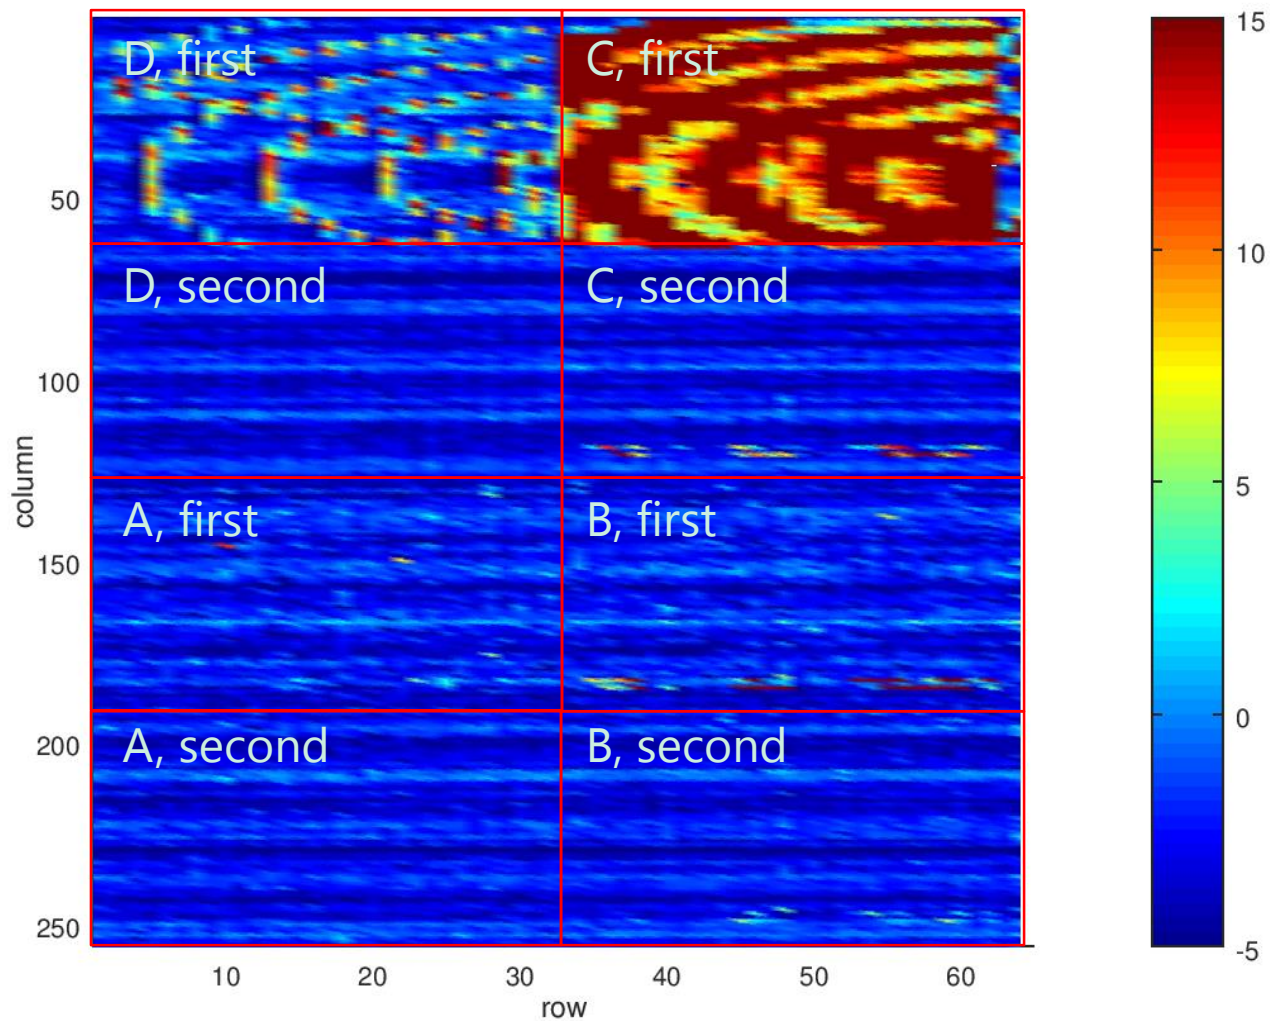 D, first
C, first
D, second
C, second
A, first
B, first
A, second
B, second
50
100
150
200
250
column
10
20
30
40
50
60
row
15
10
5
0
-5